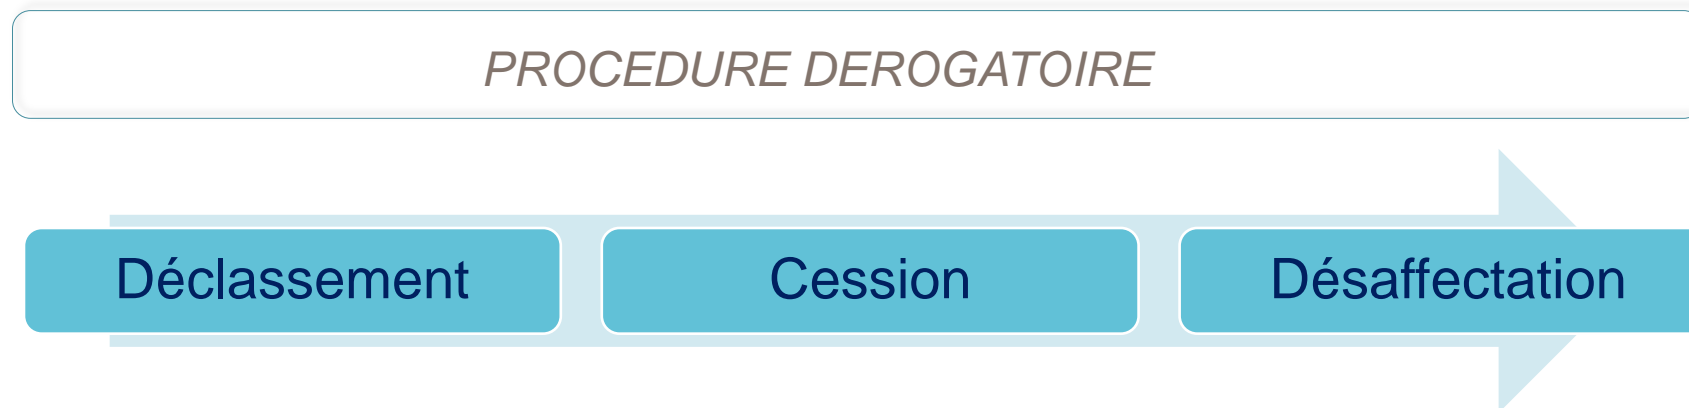 PROCEDURE DEROGATOIRE
Déclassement
Cession
Désaffectation